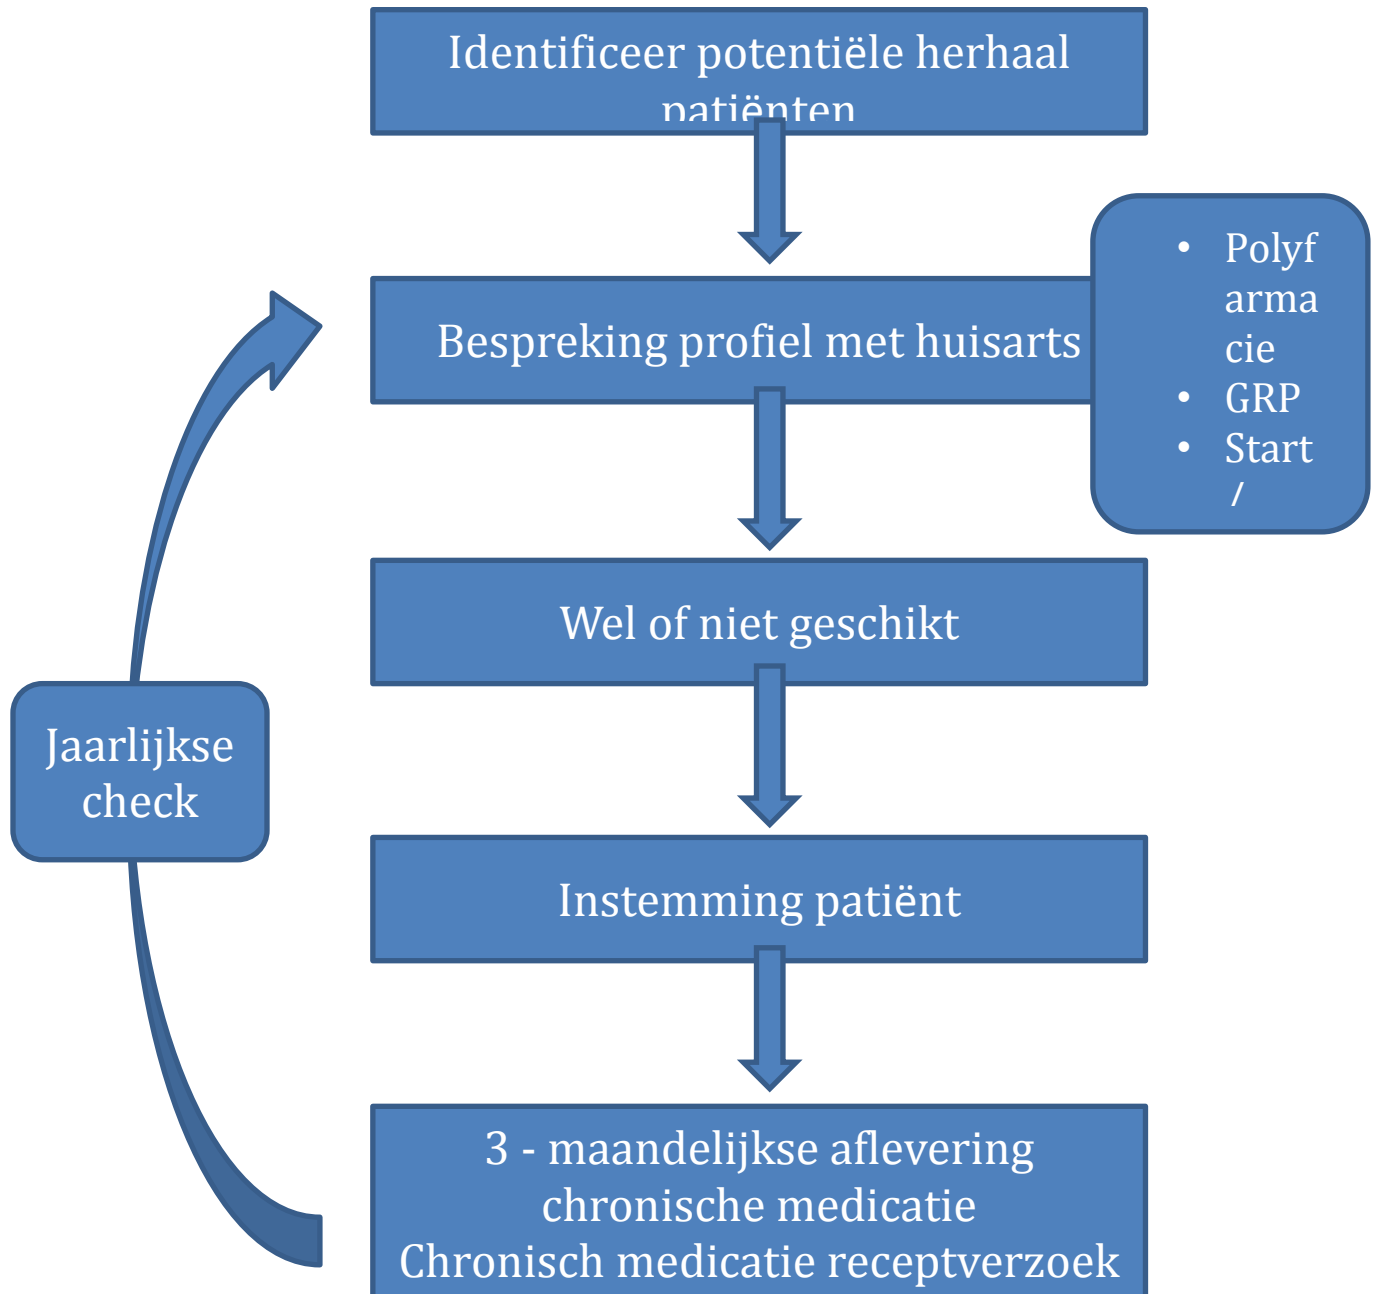 Identificeer potentiële herhaal
patiënten
Bespreking profiel met huisarts
• Polyf
arma
cie
• GRP
• Start
/
Wel of niet geschikt
Jaarlijkse
check
Instemming patiënt
3 - maandelijkse aflevering
chronische medicatie
Chronisch medicatie receptverzoek